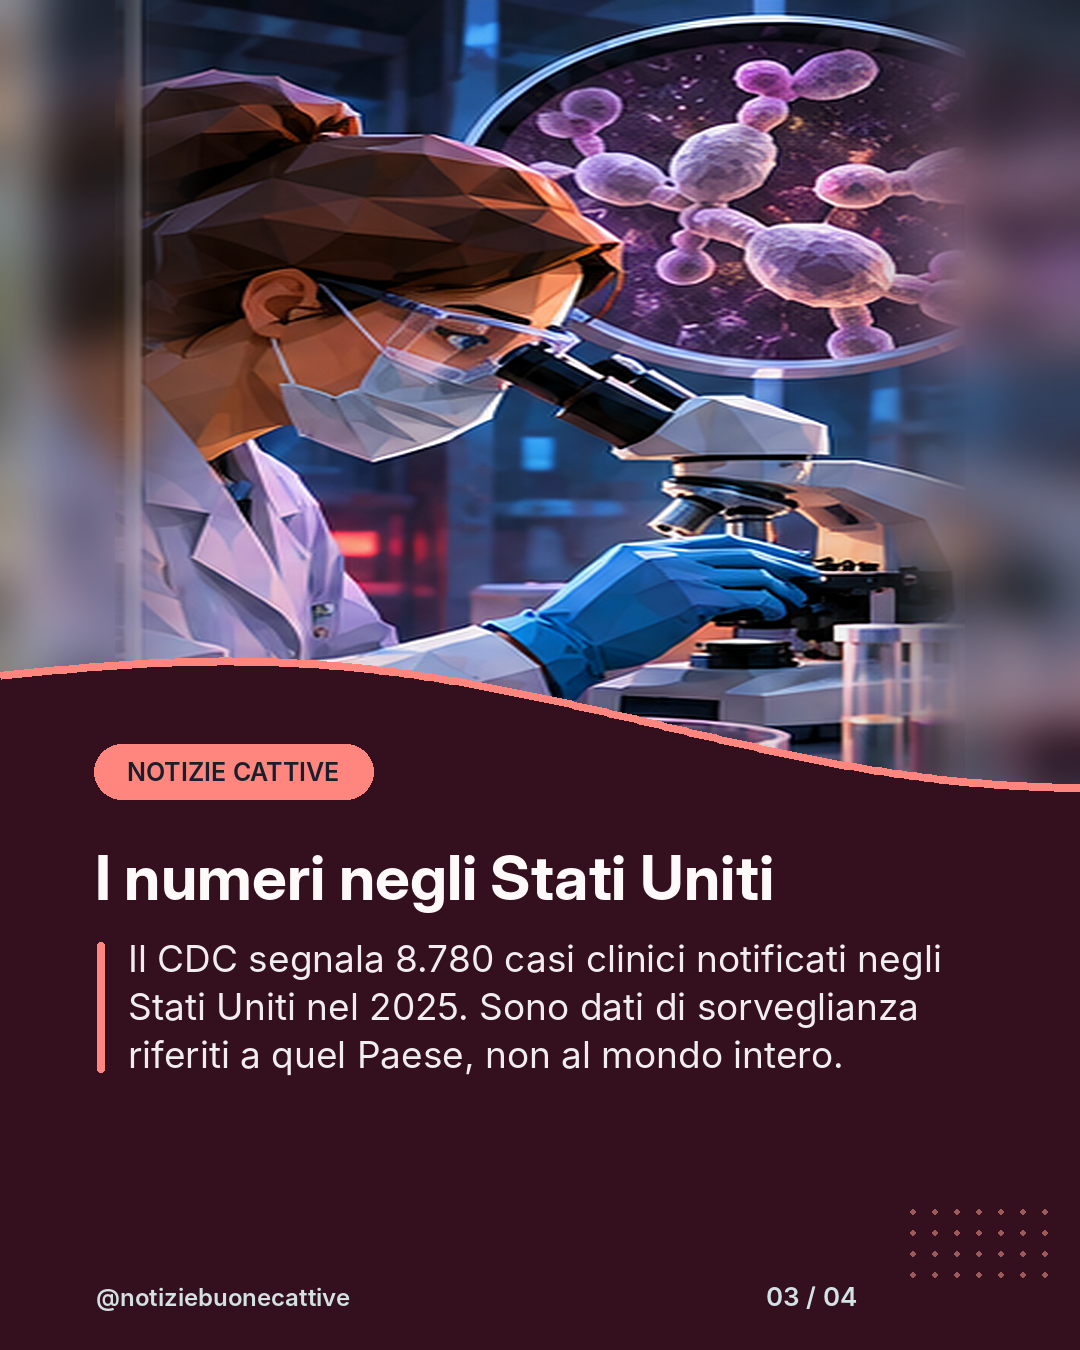 NOTIZIE CATTIVE
I numeri negli Stati Uniti
Il CDC segnala 8.780 casi clinici notificati negli
Stati Uniti nel 2025. Sono dati di sorveglianza
riferiti a quel Paese, non al mondo intero.
@notiziebuonecattive
03 / 04